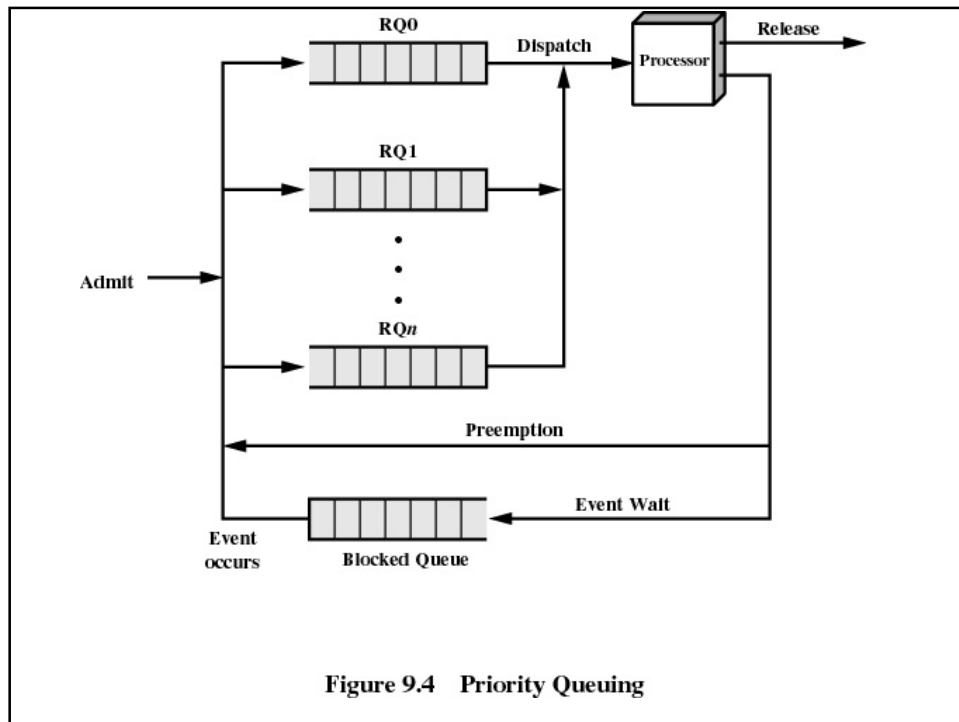 RQ0
Dispatch
Processor
Release
RQ1
Admit
RQn
Preemption
Event Wait
Event
occurs
Blocked Queue
Figure 9.4 Priority Queuing